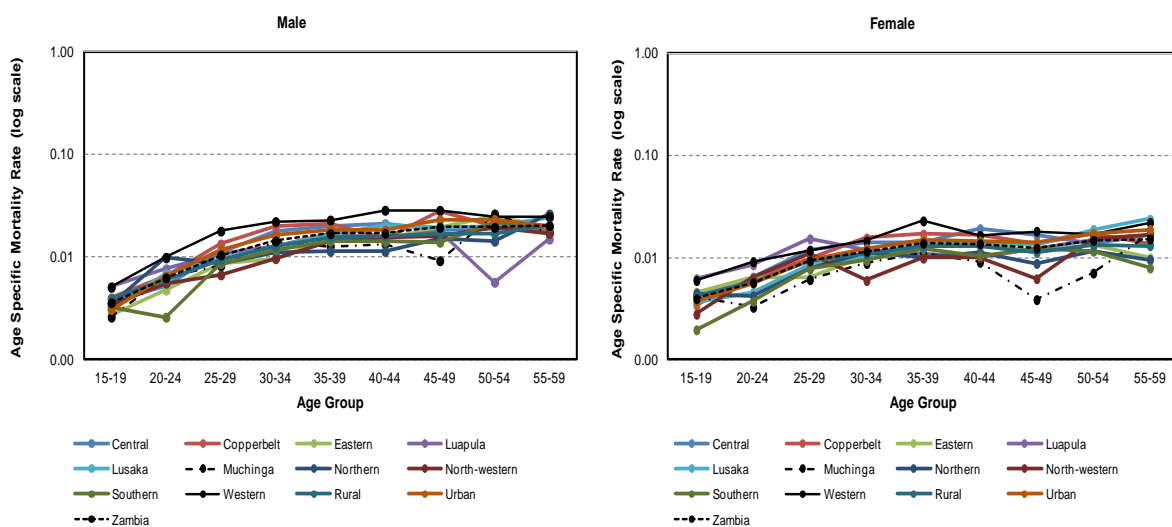 Male
Age Specific Mortality Rate (log scale)
1.00
0.10
0.01
0.00
15-19 20-24 25-29 30-34 35-39 40-44 45-49 50-54 55-59
Age Group
Central Copperbelt Eastern Luapula
Lusaka Muchinga Northern North-western
Southern Western Rural Urban
Zambia
Female
Age Specific Mortality Rate (log scale)
1.00
0.10
0.01
0.00
15-19 20-24 25-29 30-34 35-39 40-44 45-49 50-54 55-59
Age Group
Central Copperbelt Eastern Luapula
Lusaka Muchinga Northern North-western
Southern Western Rural Urban
Zambia